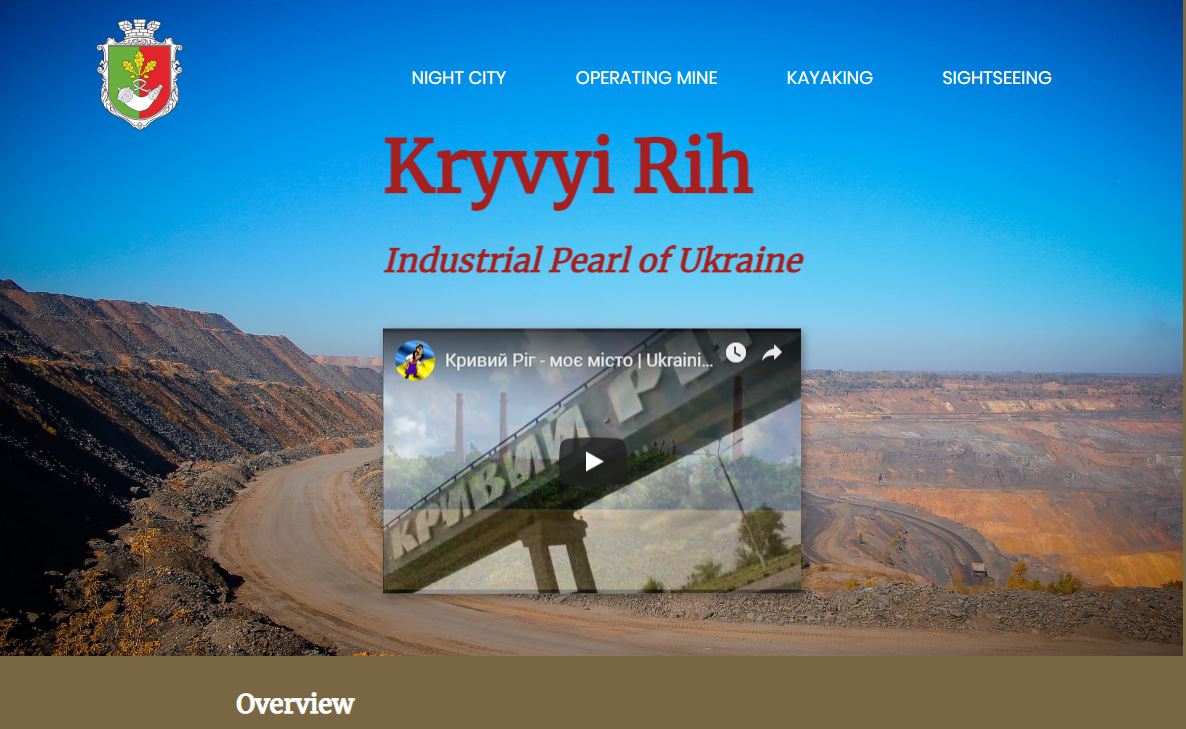 NIGHT CITY OPERATING MINE KAYAKING SIGHTSEEING
Kryvyi Rih
Industrial Pearl of Ukraine
Кривий Ріг - моє місто | Ukraini...
КРИВИЙ РІГ
Overview